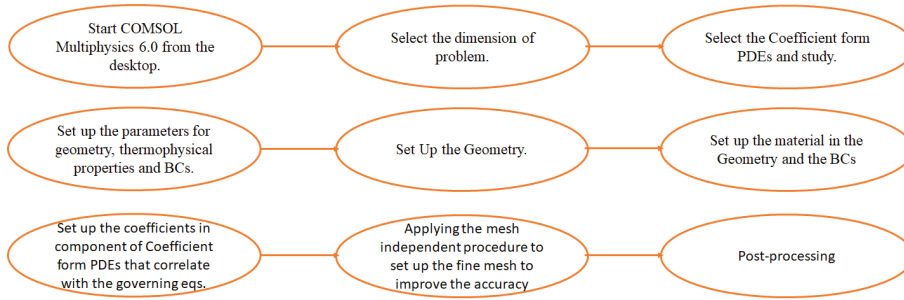 Start COMSOL
Multiphysics 6.0 from the
desktop.
Select the dimension of
problem.
Select the Coefficient form
PDEs and study.
Set up the parameters for
geometry, thermophysical
properties and BCs.
Set Up the Geometry.
Set up the material in the
Geometry and the BCs
Set up the coefficients in
component of Coefficient
form PDEs that correlate
with the governing eqs.
Applying the mesh
independent procedure to
set up the fine mesh to
improve the accuracy
Post-processing